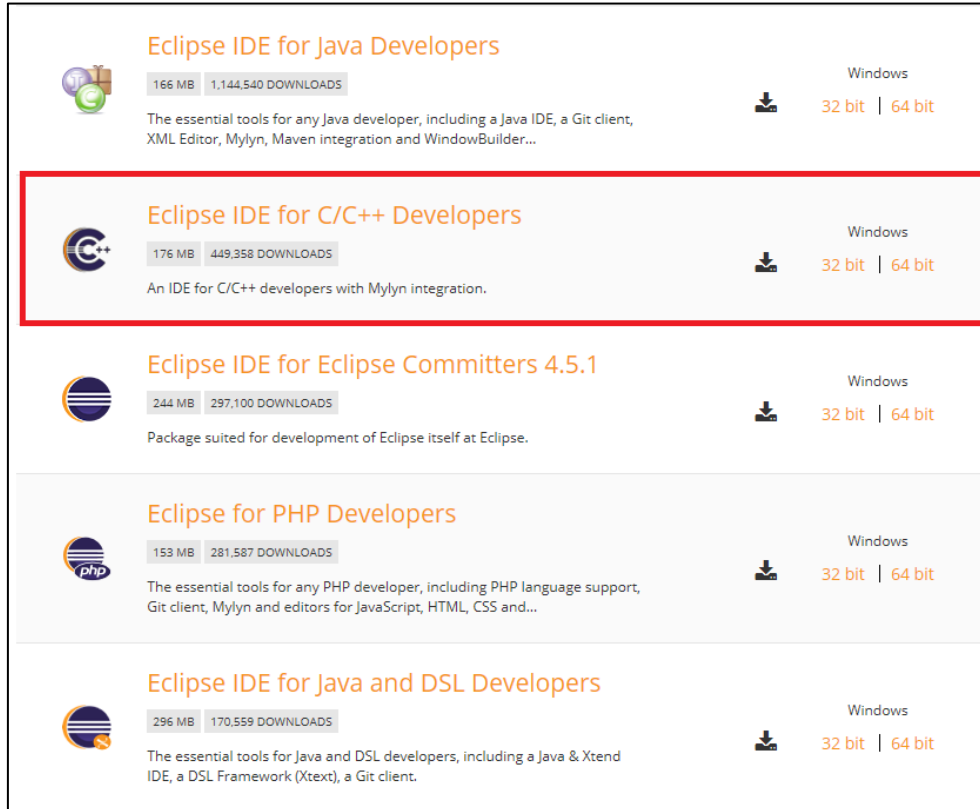 Eclipse IDE for Java Developers
166 MB 1,144,540 DOWNLOADS
The essential tools for any Java developer, including a Java IDE, a Git client,
XML Editor, Mylyn, Maven integration and WindowBuilder...
Windows
32 bit | 64 bit
J
C
Eclipse IDE for C/C++ Developers
176 MB 449,358 DOWNLOADS
An IDE for C/C++ developers with Mylyn integration.
Windows
32 bit | 64 bit
C++
Eclipse IDE for Eclipse Committers 4.5.1
244 MB 297,100 DOWNLOADS
Package suited for development of Eclipse itself at Eclipse.
Windows
32 bit | 64 bit
Eclipse for PHP Developers
153 MB 281,587 DOWNLOADS
The essential tools for any PHP developer, including PHP language support,
Git client, Mylyn and editors for JavaScript, HTML, CSS and...
Windows
32 bit | 64 bit
php
Eclipse IDE for Java and DSL Developers
296 MB 170,559 DOWNLOADS
The essential tools for Java and DSL developers, including a Java & Xtend
IDE, a DSL Framework (Xtext), a Git client.
Windows
32 bit | 64 bit